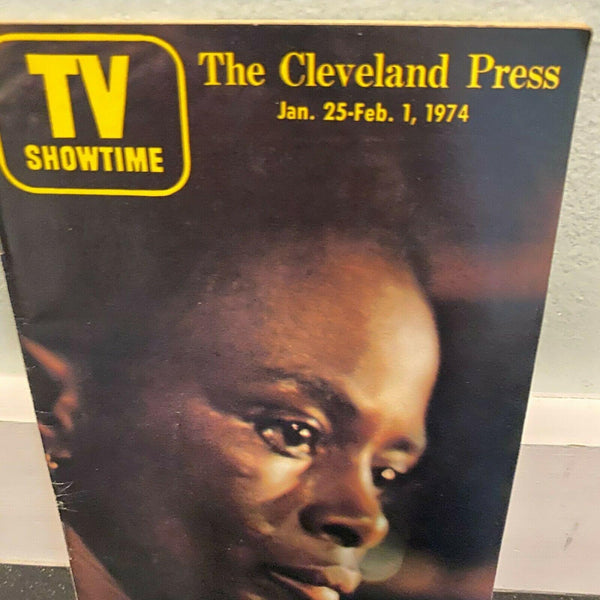 TV
SHOWTIME
The Cleveland Press
Jan. 25-Feb. 1, 1974